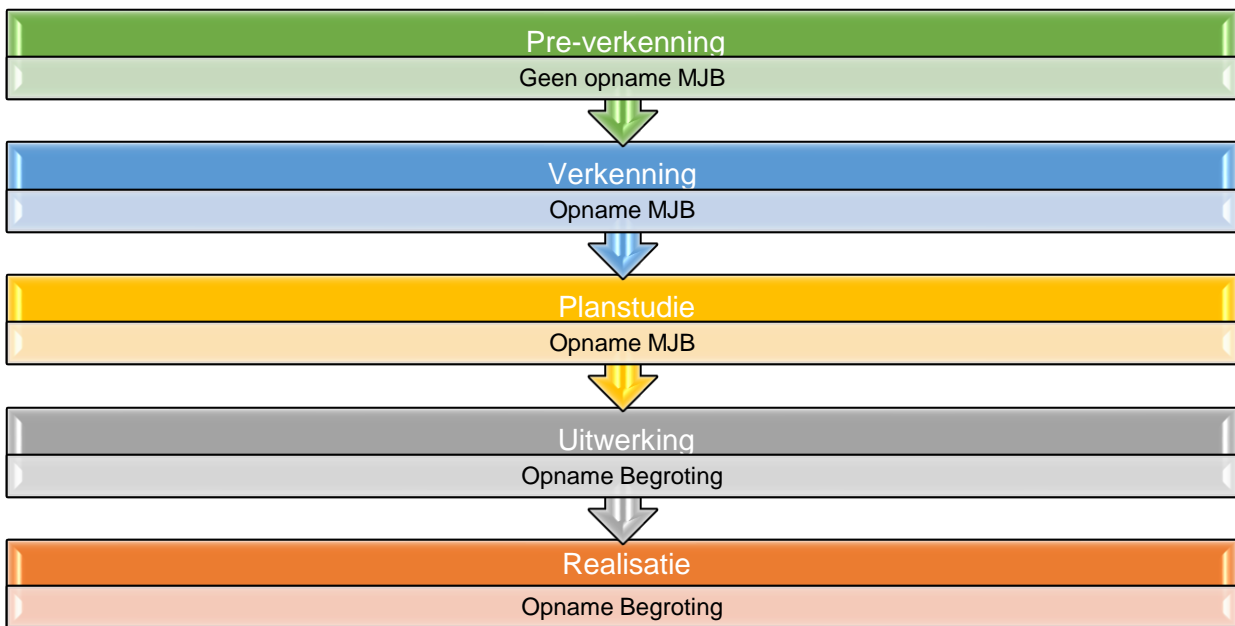 Pre-verkenning
Geen opname MJB
Verkenning
Opname MJB
Planstudie
Opname MJB
Uitwerking
Opname Begroting
Realisatie
Opname Begroting